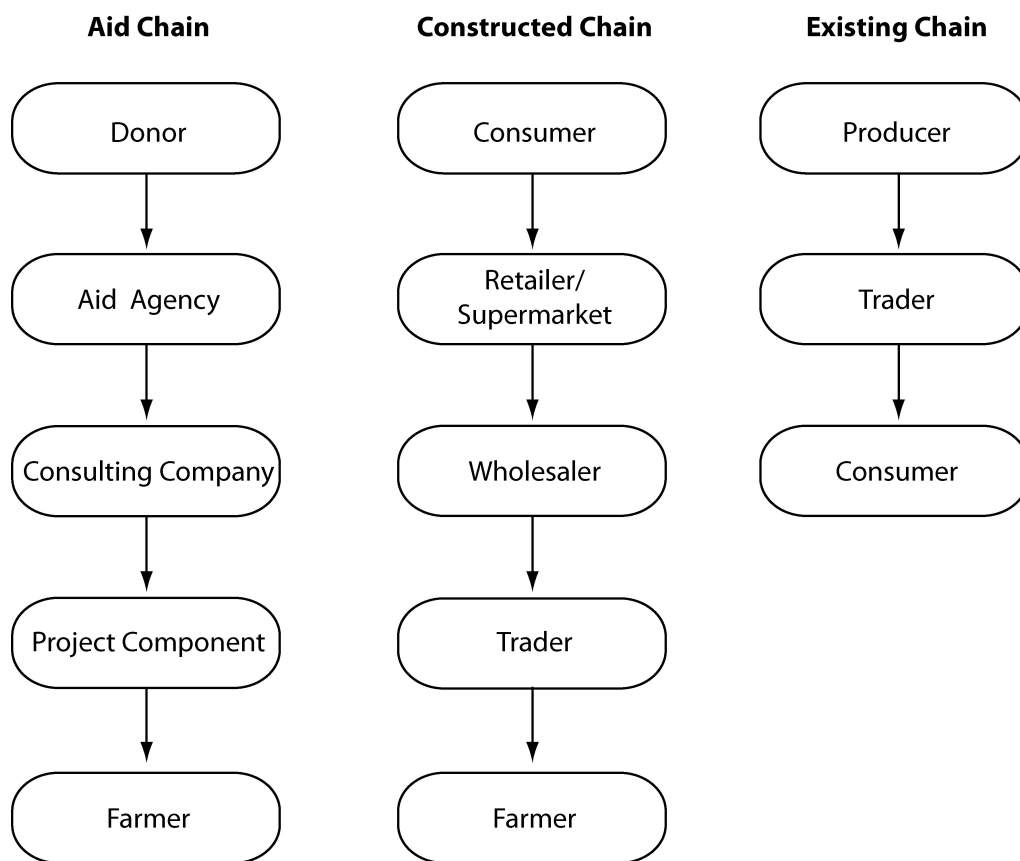 Aid Chain
Constructed Chain
Existing Chain
Donor
Consumer
Producer
Aid Agency
Retailer/
Supermarket
Trader
Consulting Company
Wholesaler
Consumer
Project Component
Trader
Farmer
Farmer